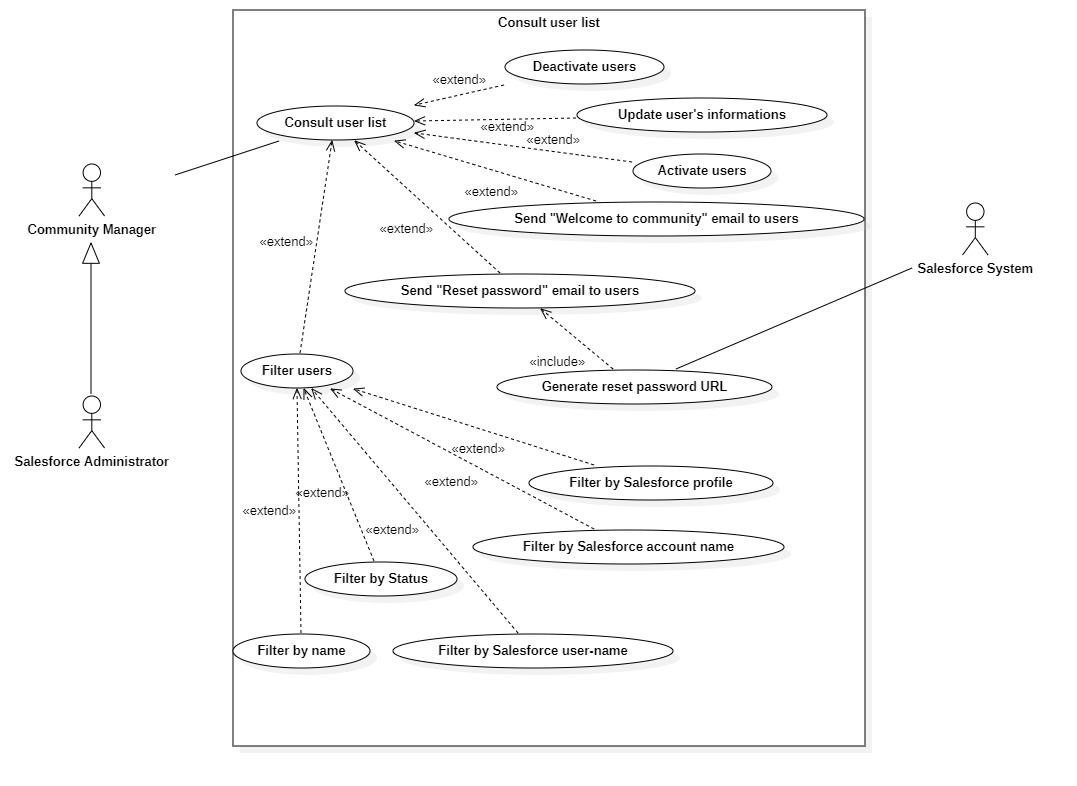 Consult user list
Deactivate users
«extend»
Update user's informations
Consult user list
«extend»
«extend»
Activate users
«extend»
Send "Welcome to community" email to users
Community Manager
«extend»
«extend»
Salesforce System
Send "Reset password" email to users
«include»
Filter users
Generate reset password URL
«extend»
Salesforce Administrator
«extend»
Filter by Salesforce profile
«extend»
«extend»
«extend»
Filter by Salesforce account name
Filter by Status
Filter by name
Filter by Salesforce user-name